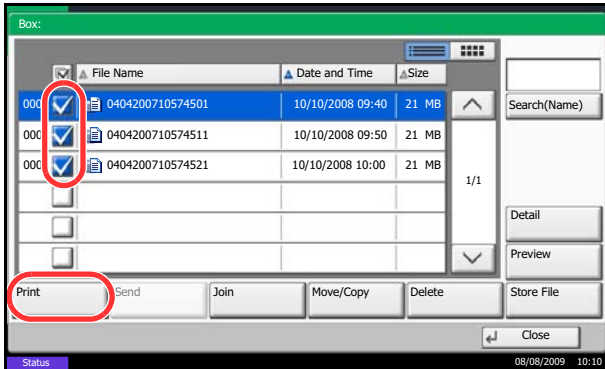 Box:
File Name Date and Time Size
000 0404200710574501 10/10/2008 09:40 21 MB
000 0404200710574511 10/10/2008 09:50 21 MB
000 0404200710574521 10/10/2008 10:00 21 MB
Search(Name)
1/1
Detail
Preview
Print Send Join Move/Copy Delete Store File
Close
Status 08/08/2009 10:10